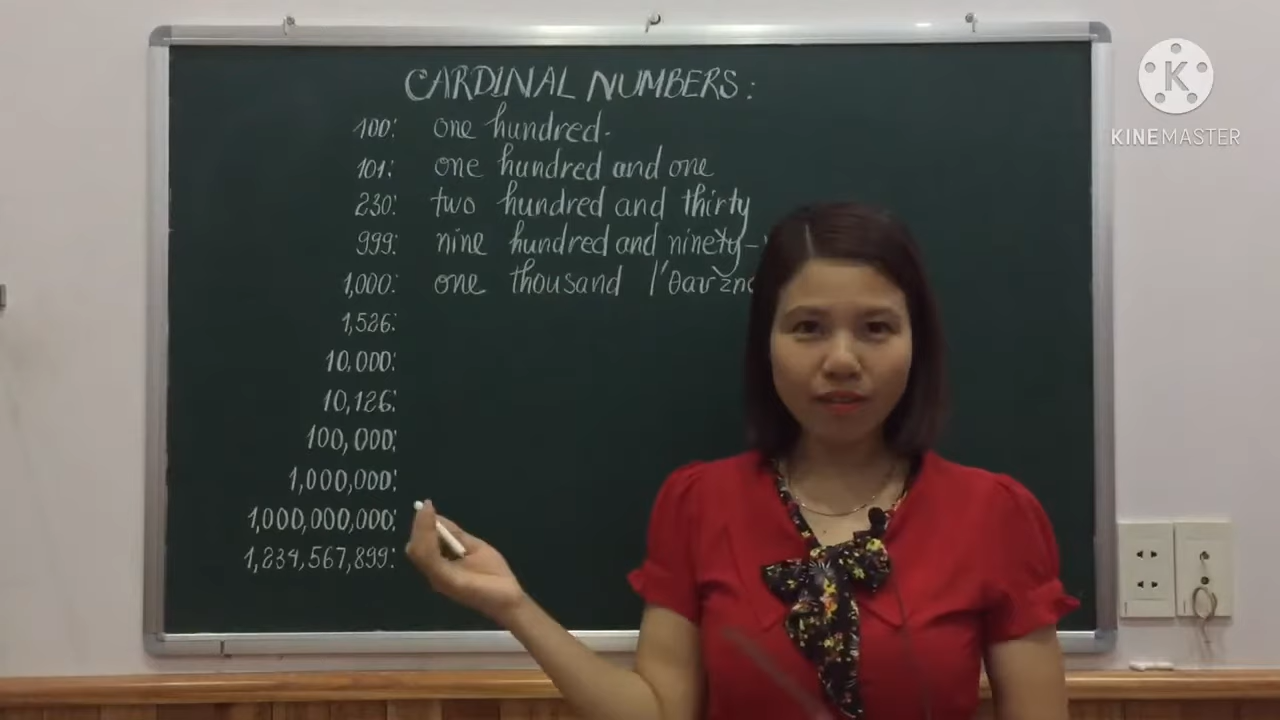 CARDINAL NUMBERS:
100: one hundred.
101: one hundred and one
230: two hundred and thirty
999: nine hundred and ninety-
1,000: one thousand /'θaʊzn
1,526:
10,000:
10,126:
100,000:
1,000,000:
1,000,000,000:
1,234,567,899:
K
KINEMASTER